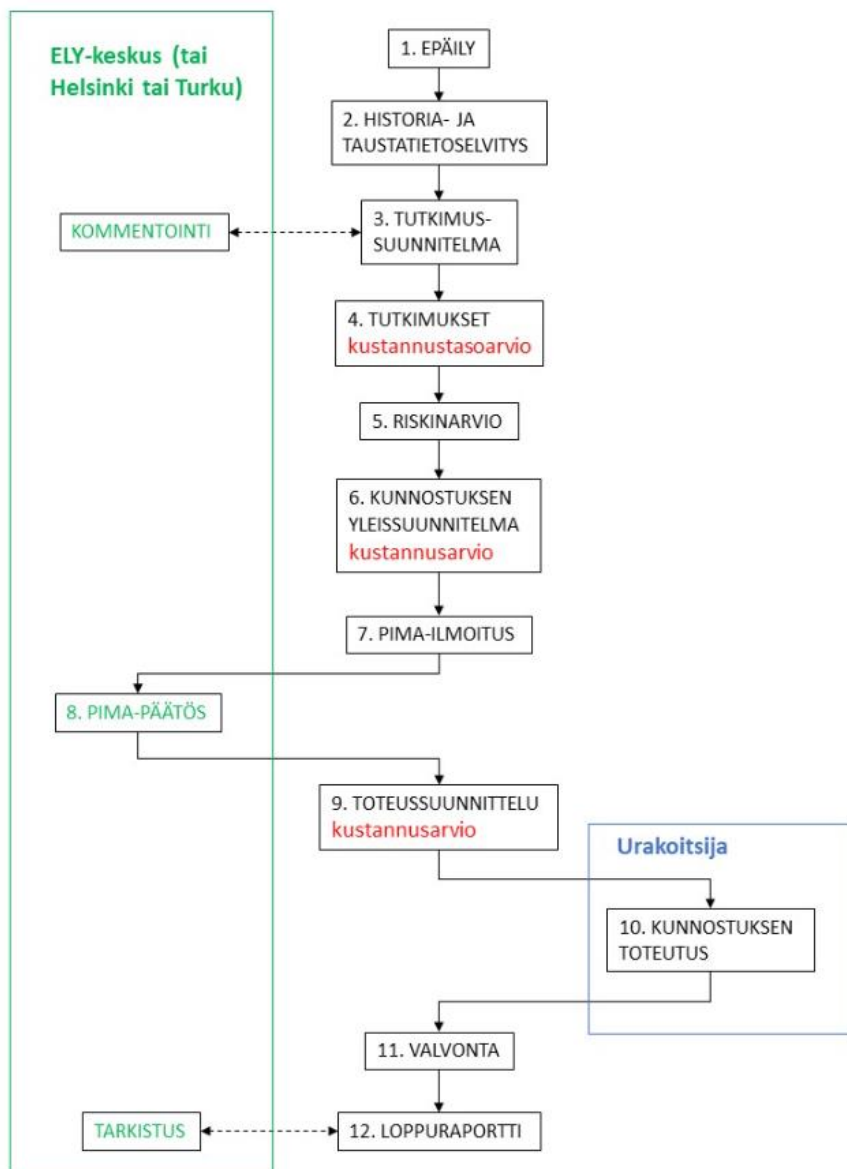 ELY-keskus (tai
Helsinki tai Turku)
1. EPÄILY
2. HISTORIA- JA
TAUSTATIETOSELVITYS
KOMMENTOINTI
3. TUTKIMUS-
SUUNNITELMA
4. TUTKIMUKSET
kustannustasoarvio
5. RISKINARVIO
6. KUNNOSTUKSEN
YLEISSUUNNITELMA
kustannusarvio
7. PIMA-ILMOITUS
8. PIMA-PÄÄTÖS
9. TOTEUSSUUNNITTELU
kustannusarvio
Urakoitsija
10. KUNNOSTUKSEN
TOTEUTUS
11. VALVONTA
TARKISTUS
12. LOPPURAPORTTI